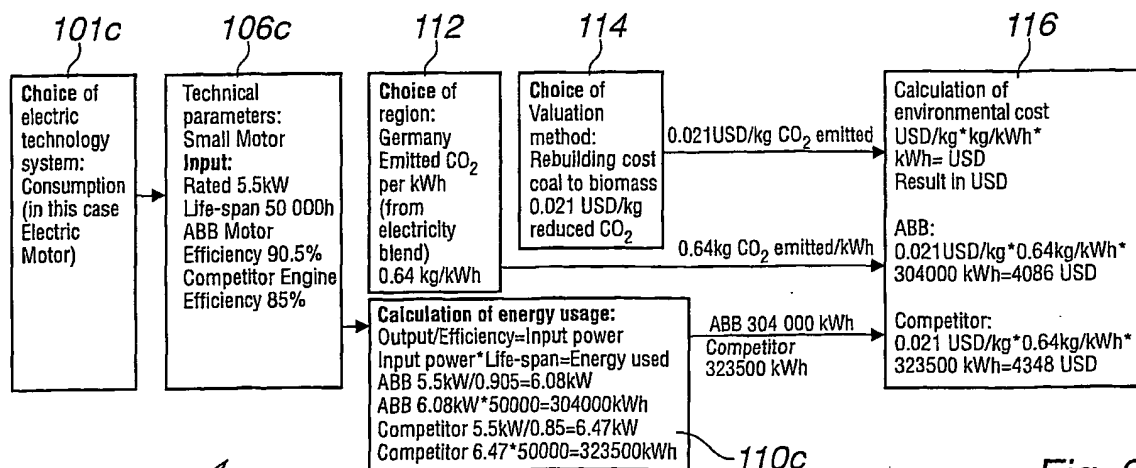 101c
106c
112
114
116
Choice of
electric
technology
system:
Consumption
(in this case
Electric
Motor)
Technical
parameters:
Small Motor
Input:
Rated 5.5kW
Life-span 50 000h
ABB Motor
Efficiency 90.5%
Competitor Engine
Efficiency 85%
Choice of
region:
Germany
Emitted CO2
per kWh
(from
electricity
blend)
0.64 kg/kWh
Choice of
Valuation
method:
Rebuilding cost
coal to biomass
0.021 USD/kg
reduced CO2
0.021USD/kg CO2 emitted
0.64kg CO2 emitted/kWh
Calculation of energy usage:
Output/Efficiency=Input power
Input power*Life-span=Energy used
ABB 5.5kW/0.905=6.08kW
ABB 6.08kW*50000=304000kWh
Competitor 5.5kW/0.85=6.47kW
Competitor 6.47*50000=323500kWh
110c
ABB 304 000 kWh
Competitor
323500 kWh
Calculation of
environmental cost
USD/kg*kg/kWh*
kWh= USD
Result in USD
ABB:
0.021USD/kg*0.64kg/kWh*
304000 kWh=4086 USD
Competitor:
0.021 USD/kg*0.64kg/kWh*
323500 kWh=4348 USD